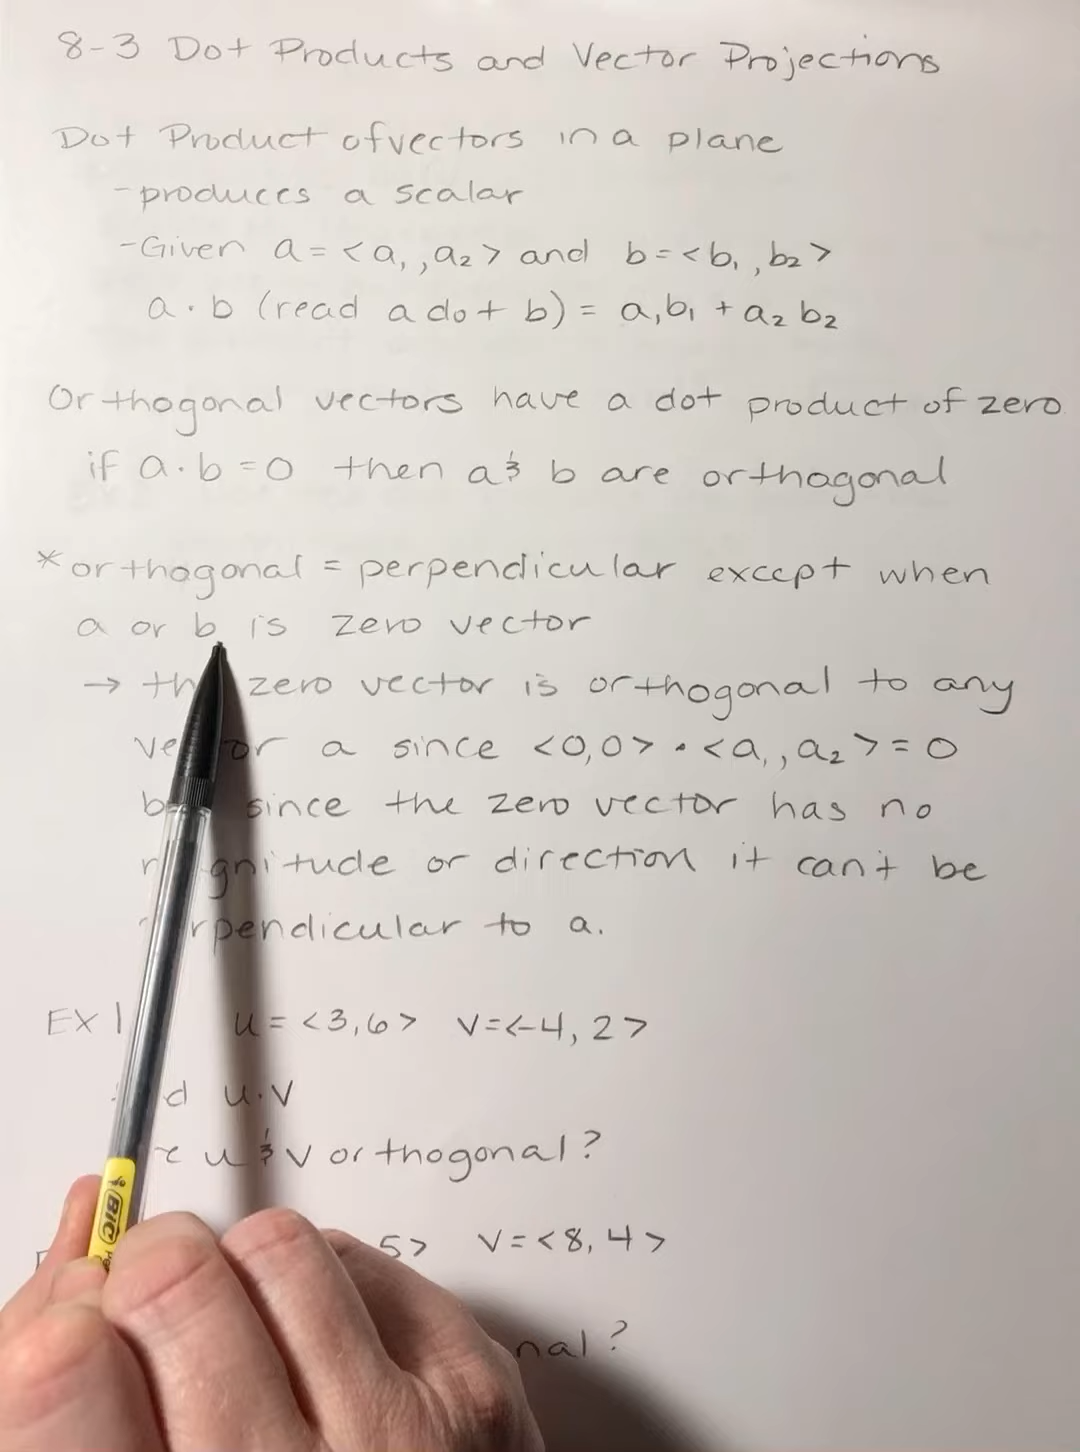 8-3 Dot Products and Vector Projections
Dot Product of vectors in a plane
- produces a scalar
- Given a = <a₁, a₂> and b = <b₁, b₂>
a · b (read a dot b) = a₁b₁ + a₂b₂
Orthogonal vectors have a dot product of zero
if a · b = 0 then a & b are orthagonal
* orthogonal = perpendicular except when
a or b is zero vector
→ zero vector is orthogonal to any
a since <0,0> · <a₁, a₂> = 0
since the zero vector has no
or direction it can't be
to a.
EX 1 u = <3,6> v = <-4, 2>
u · v
u & v orthogonal?
5> v = <8, 4>
BIC